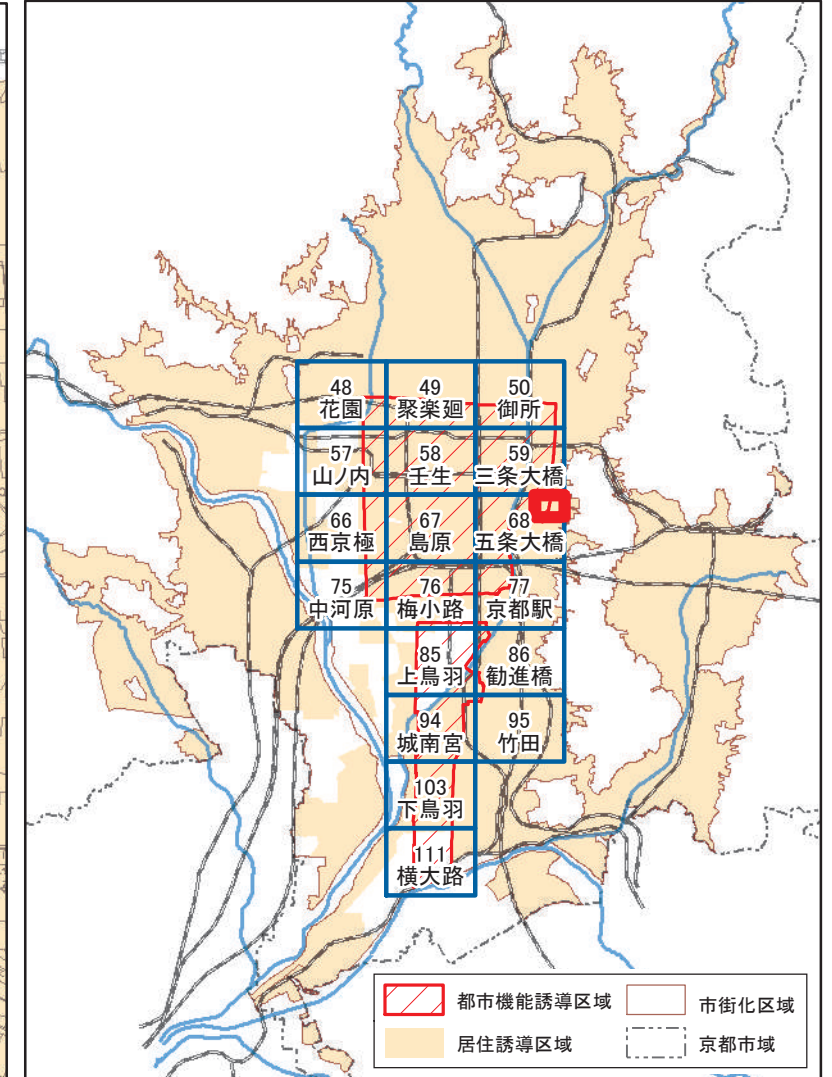 48
花園
49
聚楽廻
50
御所
57
山ノ内
58
壬生
59
三条大橋
66
西京極
67
島原
68
五条大橋
75
中河原
76
梅小路
77
京都駅
85
上鳥羽
86
勧進橋
94
城南宮
95
竹田
103
下鳥羽
111
横大路
都市機能誘導区域
市街化区域
居住誘導区域
京都市域